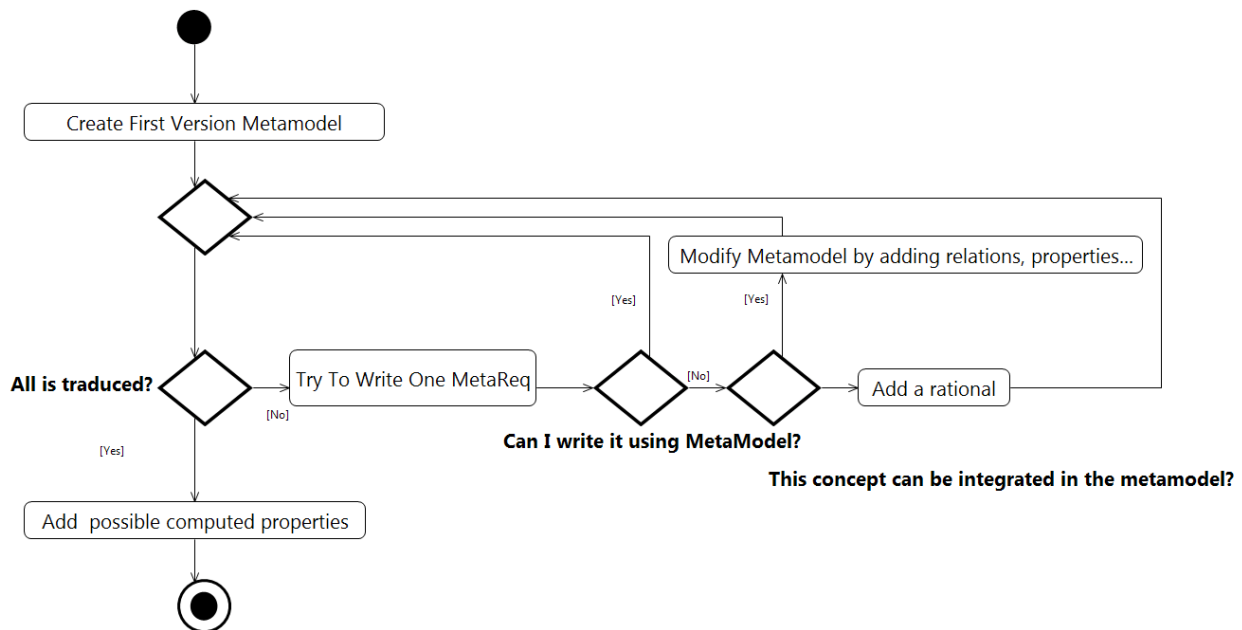 Create First Version Metamodel
Modify Metamodel by adding relations, properties...
[Yes]
[Yes]
All is traduced?
Try To Write One MetaReq
[No]
Add a rational
[No]
Can I write it using MetaModel?
[Yes]
This concept can be integrated in the metamodel?
Add  possible computed properties